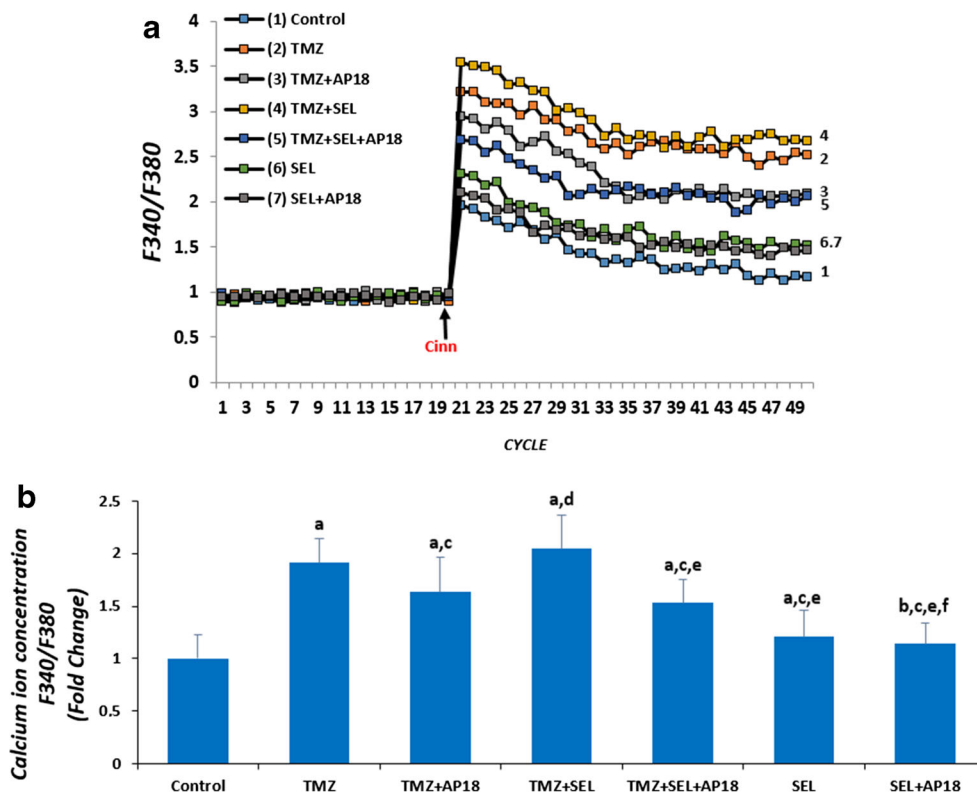 a
(1) Control
(2) TMZ
(3) TMZ+AP18
(4) TMZ+SEL
(5) TMZ+SEL+AP18
(6) SEL
(7) SEL+AP18
F340/F380
4
3.5
3
2.5
2
1.5
1
0.5
0
4
2
3
5
6.7
1
Cinn
1 3 5 7 9 11 13 15 17 19 21 23 25 27 29 31 33 35 37 39 41 43 45 47 49
CYCLE
b
Calcium ion concentration
F340/F380
(Fold Change)
2.5
2
1.5
1
0.5
0
a
a,c
a,d
a,c,e
a,c,e
b,c,e,f
Control TMZ TMZ+AP18 TMZ+SEL TMZ+SEL+AP18 SEL SEL+AP18